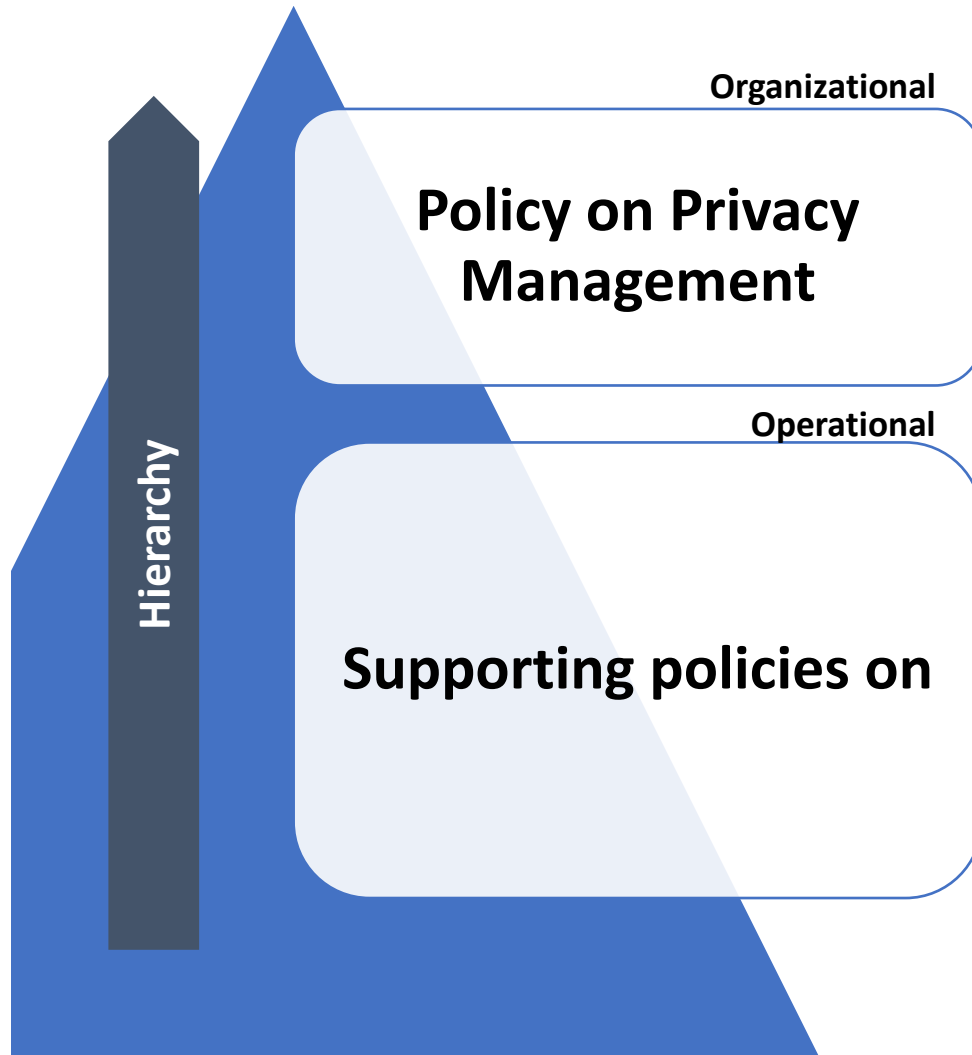 Organizational
Policy on Privacy
Management
Operational
Hierarchy
Supporting policies on